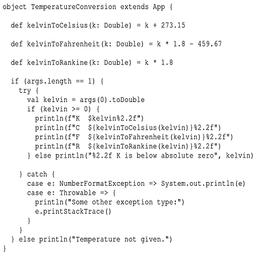 object TemperatureConversion extends App {

  def kelvinToCelsius(k: Double) = k + 273.15

  def kelvinToFahrenheit(k: Double) = k * 1.8 - 459.67

  def kelvinToRankine(k: Double) = k * 1.8

  if (args.length == 1) {
    try {
      val kelvin = args(0).toDouble
      if (kelvin >= 0) {
        println(f"K  $kelvin%2.2f")
        println(f"C  ${kelvinToCelsius(kelvin)}%2.2f")
        println(f"F  ${kelvinToFahrenheit(kelvin)}%2.2f")
        println(f"R  ${kelvinToRankine(kelvin)}%2.2f")
      } else println("%2.2f K is below absolute zero", kelvin)

    } catch {
      case e: NumberFormatException => System.out.println(e)
      case e: Throwable => {
        println("Some other exception type:")
        e.printStackTrace()
      }
    }
  } else println("Temperature not given.")
}